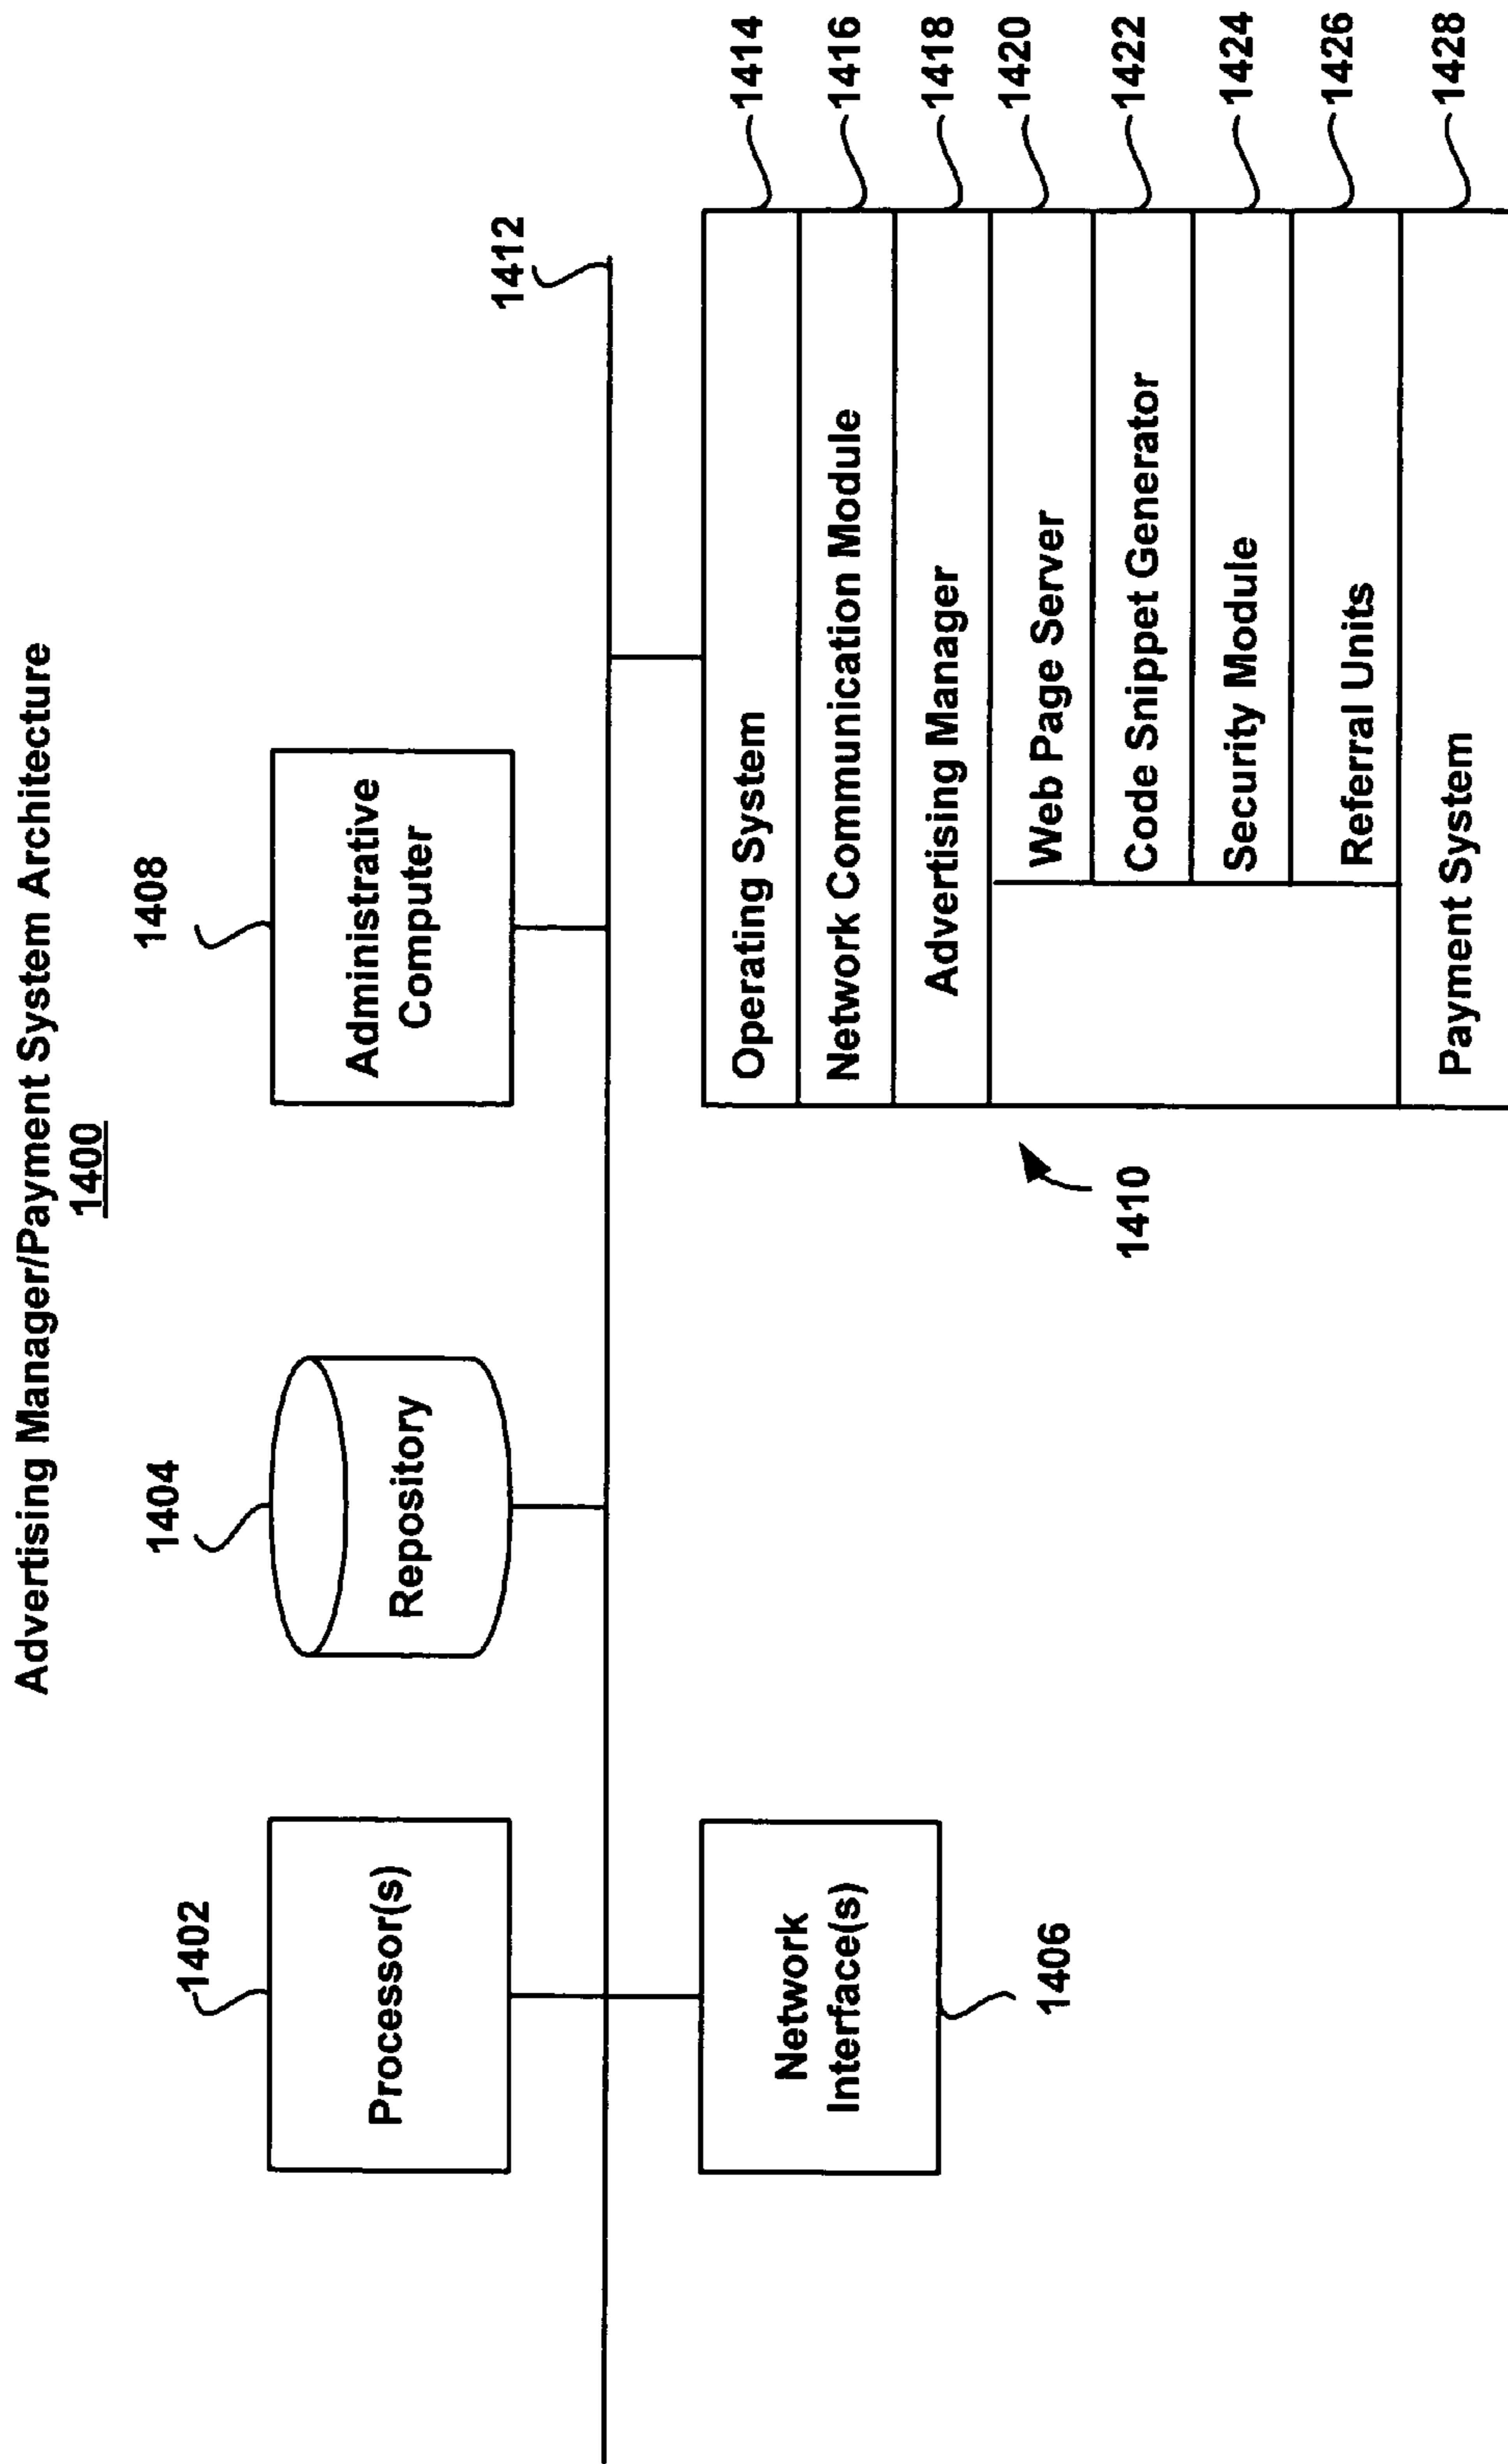 Advertising Manager/Payment System Architecture
1400
1402
Processor(s)
1404
Repository
1408
Administrative
Computer
1412
Network
Interface(s)
1406
1410
Operating System
1414
Network Communication Module
1416
Advertising Manager
1418
Web Page Server
1420
Code Snippet Generator
1422
Security Module
1424
Referral Units
1426
Payment System
1428